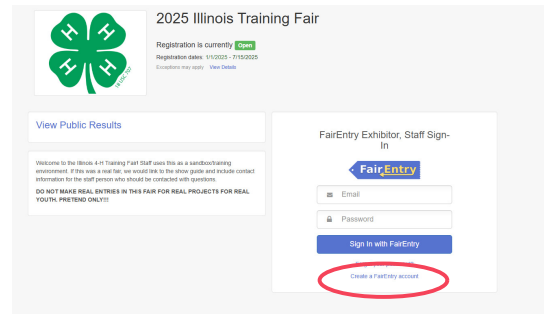 2025 Illinois Training Fair
Registration is currently Open
Registration dates: 1/1/2025 - 7/15/2025
Exceptions may apply View Details
H H
H H
18 USC 707
View Public Results
Welcome to the Illinois 4-H Training Fair! Staff uses this as a sandbox/training
environment. If this was a real fair, we would link to the show guide and include contact
information for the staff person who should be contacted with questions.
DO NOT MAKE REAL ENTRIES IN THIS FAIR FOR REAL PROJECTS FOR REAL
YOUTH, PRETEND ONLY!!!
FairEntry Exhibitor, Staff Sign-
In
FairEntry
Email
Password
Sign In with FairEntry
Create a FairEntry account